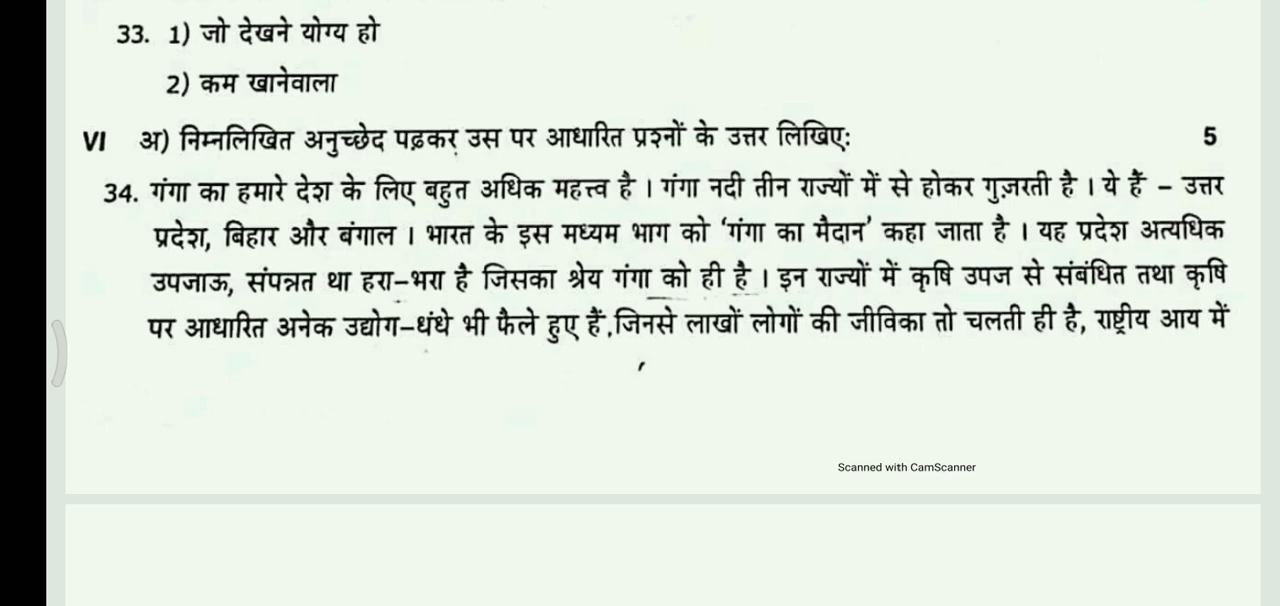 33. 1) जो देखने योग्य हो
2) कम खानेवाला
VI अ) निम्नलिखित अनुच्छेद पढ़कर उस पर आधारित प्रश्नों के उत्तर लिखिए: 5
34. गंगा का हमारे देश के लिए बहुत अधिक महत्त्व है । गंगा नदी तीन राज्यों में से होकर गुज़रती है । ये हैं – उत्तर
प्रदेश, बिहार और बंगाल । भारत के इस मध्यम भाग को ‘गंगा का मैदान’ कहा जाता है । यह प्रदेश अत्यधिक
उपजाऊ, संपन्नत था हरा–भरा है जिसका श्रेय गंगा को ही है । इन राज्यों में कृषि उपज से संबंधित तथा कृषि
पर आधारित अनेक उद्योग–धंधे भी फैले हुए हैं,जिनसे लाखों लोगों की जीविका तो चलती ही है, राष्ट्रीय आय में
Scanned with CamScanner